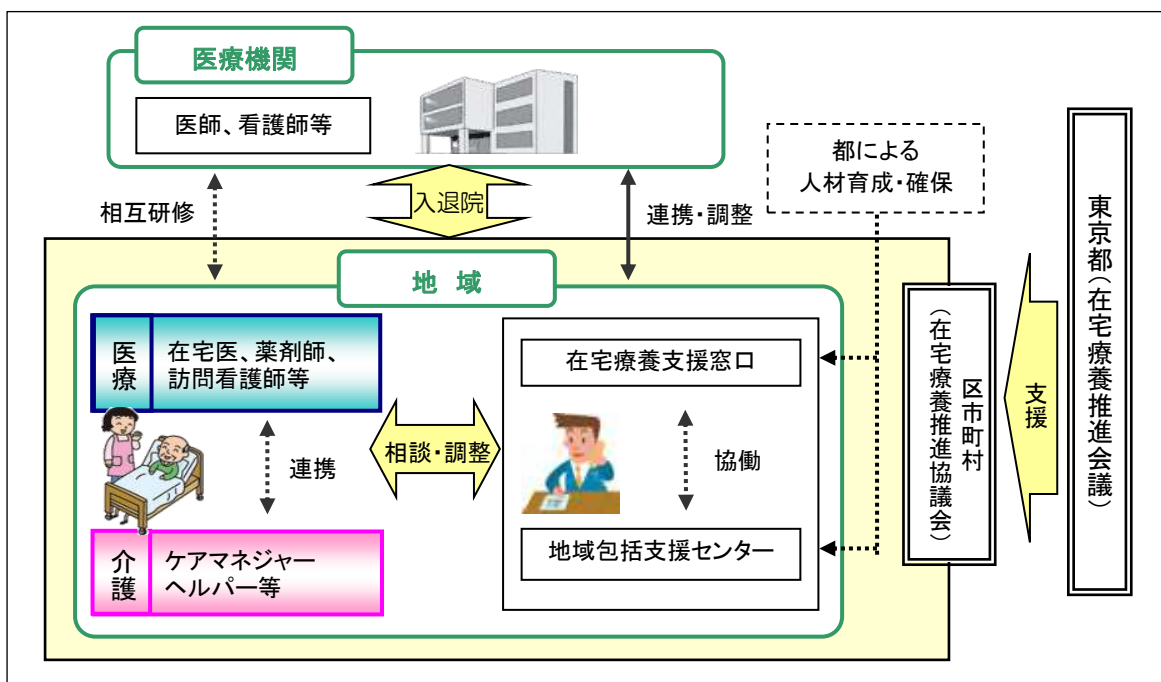 医療機関
医師、看護師等
都による
人材育成・確保
相互研修
入退院
連携・調整
地 域
医療
在宅医、薬剤師、
訪問看護師等
連携
介護
ケアマネジャー
ヘルパー等
相談・調整
在宅療養支援窓口
協働
地域包括支援センター
区市町村
（在宅療養推進協議会）
支援
東京都（在宅療養推進会議）